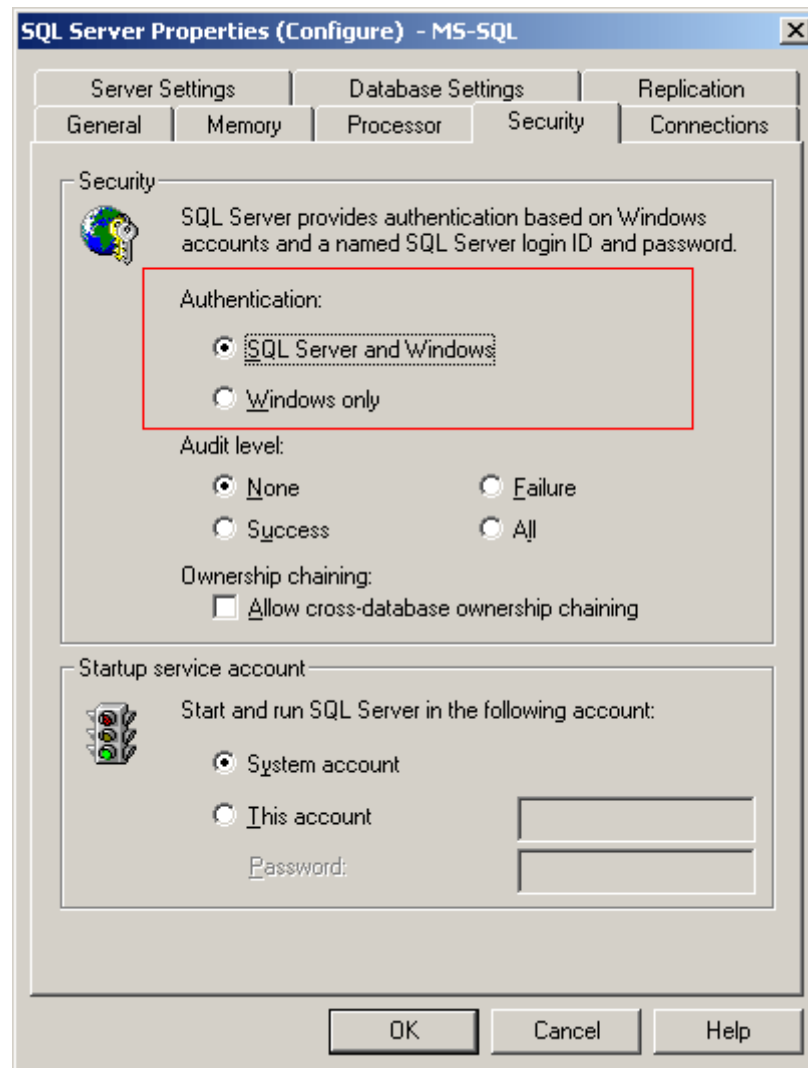 SQL Server Properties (Configure) - MS-SQL
Server Settings
Database Settings
Replication
General
Memory
Processor
Security
Connections
Security
SQL Server provides authentication based on Windows
accounts and a named SQL Server login ID and password.
Authentication:
SQL Server and Windows
Windows only
Audit level:
None
Failure
Success
All
Ownership chaining:
Allow cross-database ownership chaining
Startup service account
Start and run SQL Server in the following account:
System account
This account
Password:
OK
Cancel
Help